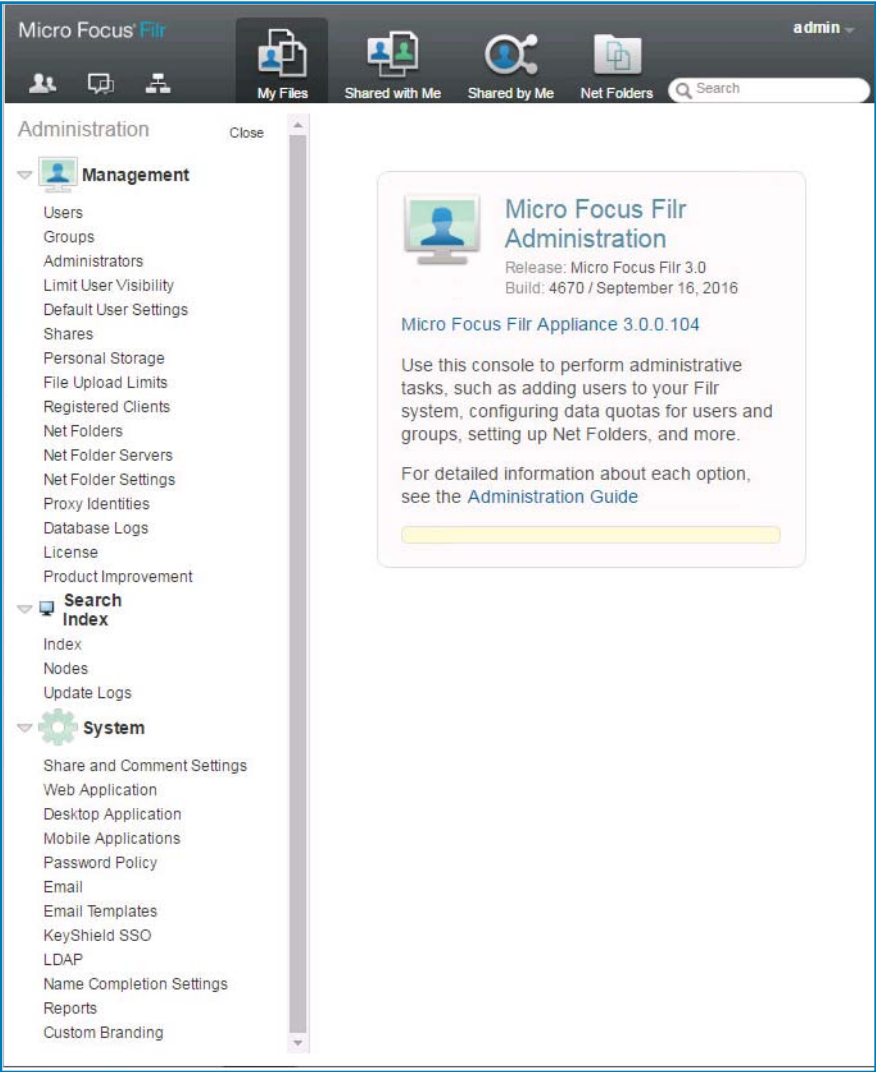 Micro Focus® Filr
admin
My Files
Shared with Me
Shared by Me
Net Folders
Search
Administration
Close
Management
Users
Groups
Administrators
Limit User Visibility
Default User Settings
Shares
Personal Storage
File Upload Limits
Registered Clients
Net Folders
Net Folder Servers
Net Folder Settings
Proxy Identities
Database Logs
License
Product Improvement
Search
Index
Index
Nodes
Update Logs
System
Share and Comment Settings
Web Application
Desktop Application
Mobile Applications
Password Policy
Email
Email Templates
KeyShield SSO
LDAP
Name Completion Settings
Reports
Custom Branding
Micro Focus Filr
Administration
Release: Micro Focus Filr 3.0
Build: 4670 / September 16, 2016
Micro Focus Filr Appliance 3.0.0.104
Use this console to perform administrative
tasks, such as adding users to your Filr
system, configuring data quotas for users and
groups, setting up Net Folders, and more.
For detailed information about each option,
see the Administration Guide